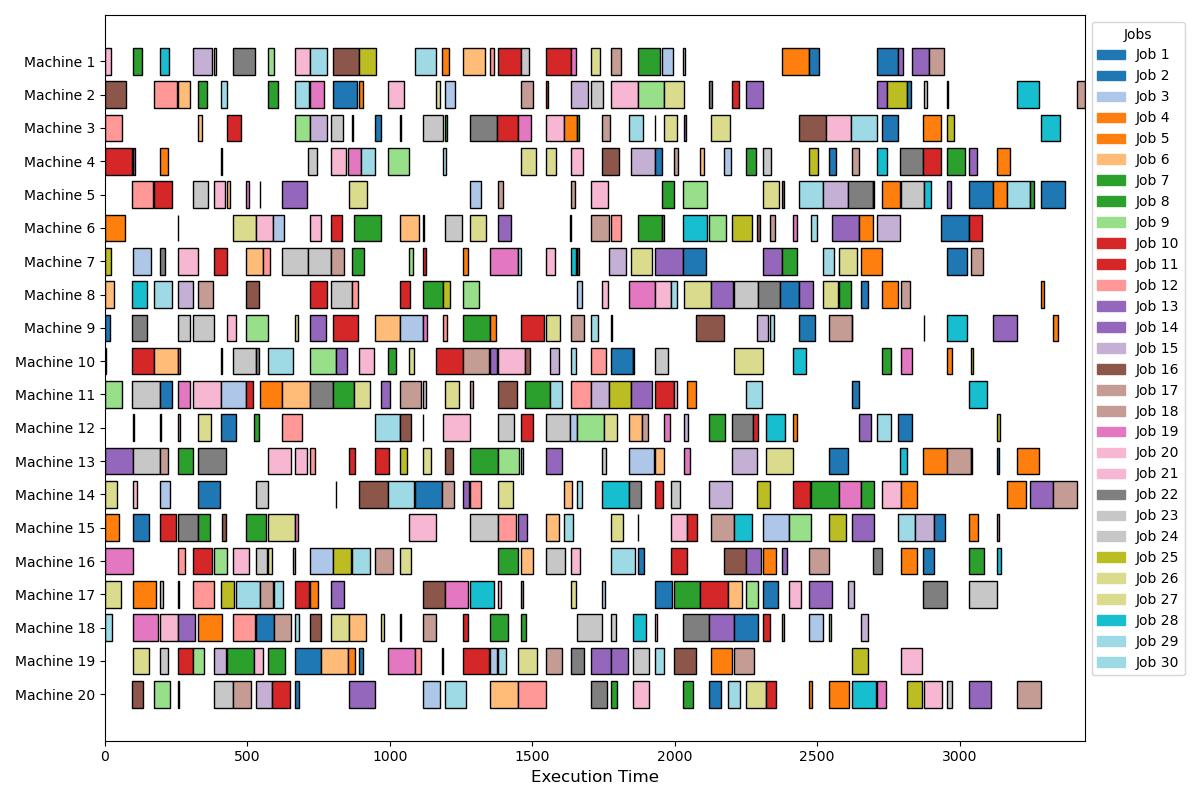 Machine 1
Machine 2
Machine 3
Machine 4
Machine 5
Machine 6
Machine 7
Machine 8
Machine 9
Machine 10
Machine 11
Machine 12
Machine 13
Machine 14
Machine 15
Machine 16
Machine 17
Machine 18
Machine 19
Machine 20
0 500 1000 1500 2000 2500 3000
Execution Time
Jobs
Job 1
Job 2
Job 3
Job 4
Job 5
Job 6
Job 7
Job 8
Job 9
Job 10
Job 11
Job 12
Job 13
Job 14
Job 15
Job 16
Job 17
Job 18
Job 19
Job 20
Job 21
Job 22
Job 23
Job 24
Job 25
Job 26
Job 27
Job 28
Job 29
Job 30